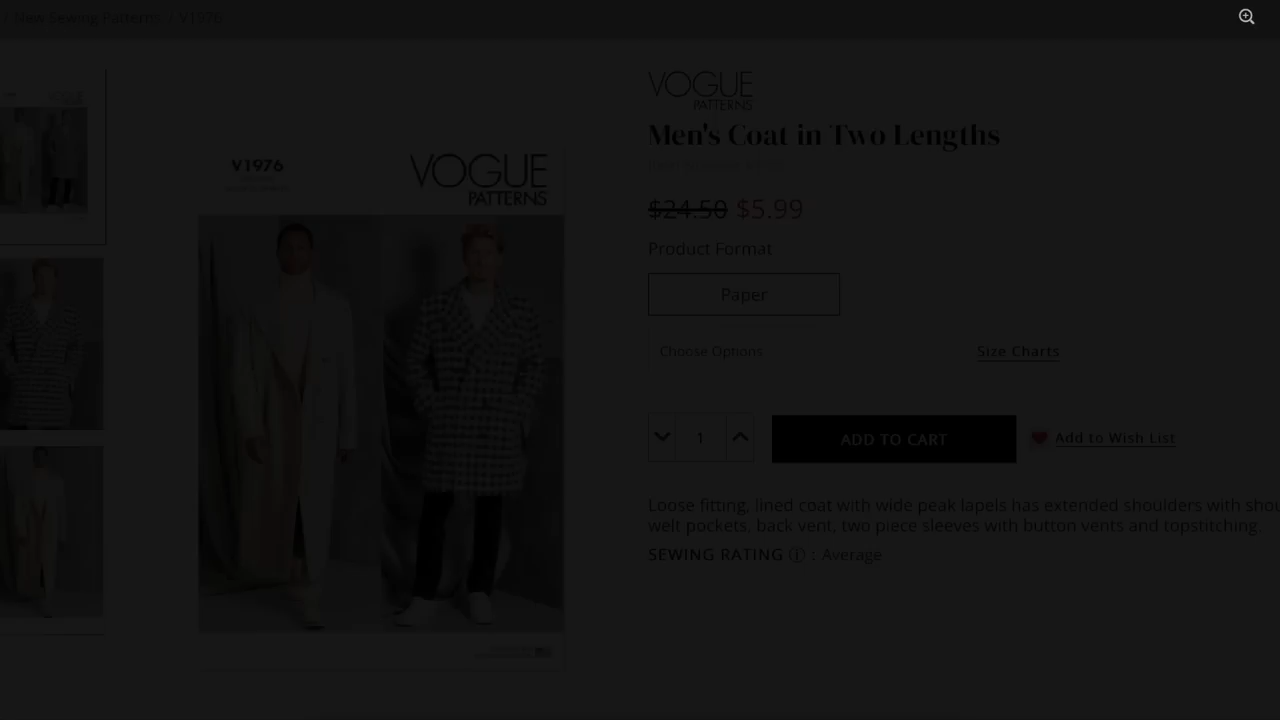 / New Sewing Patterns / V1976
VOGUE
PATTERNS
Men's Coat in Two Lengths
V1976
VOGUE
PATTERNS
$24.50 $5.99
Product Format
Paper
Choose Options
Size Charts
1
ADD TO CART
Add to Wish List
Loose fitting, lined coat with wide peak lapels has extended shoulders with
welt pockets, back vent, two piece sleeves with button vents and topstitching.
SEWING RATING ⓘ : Average